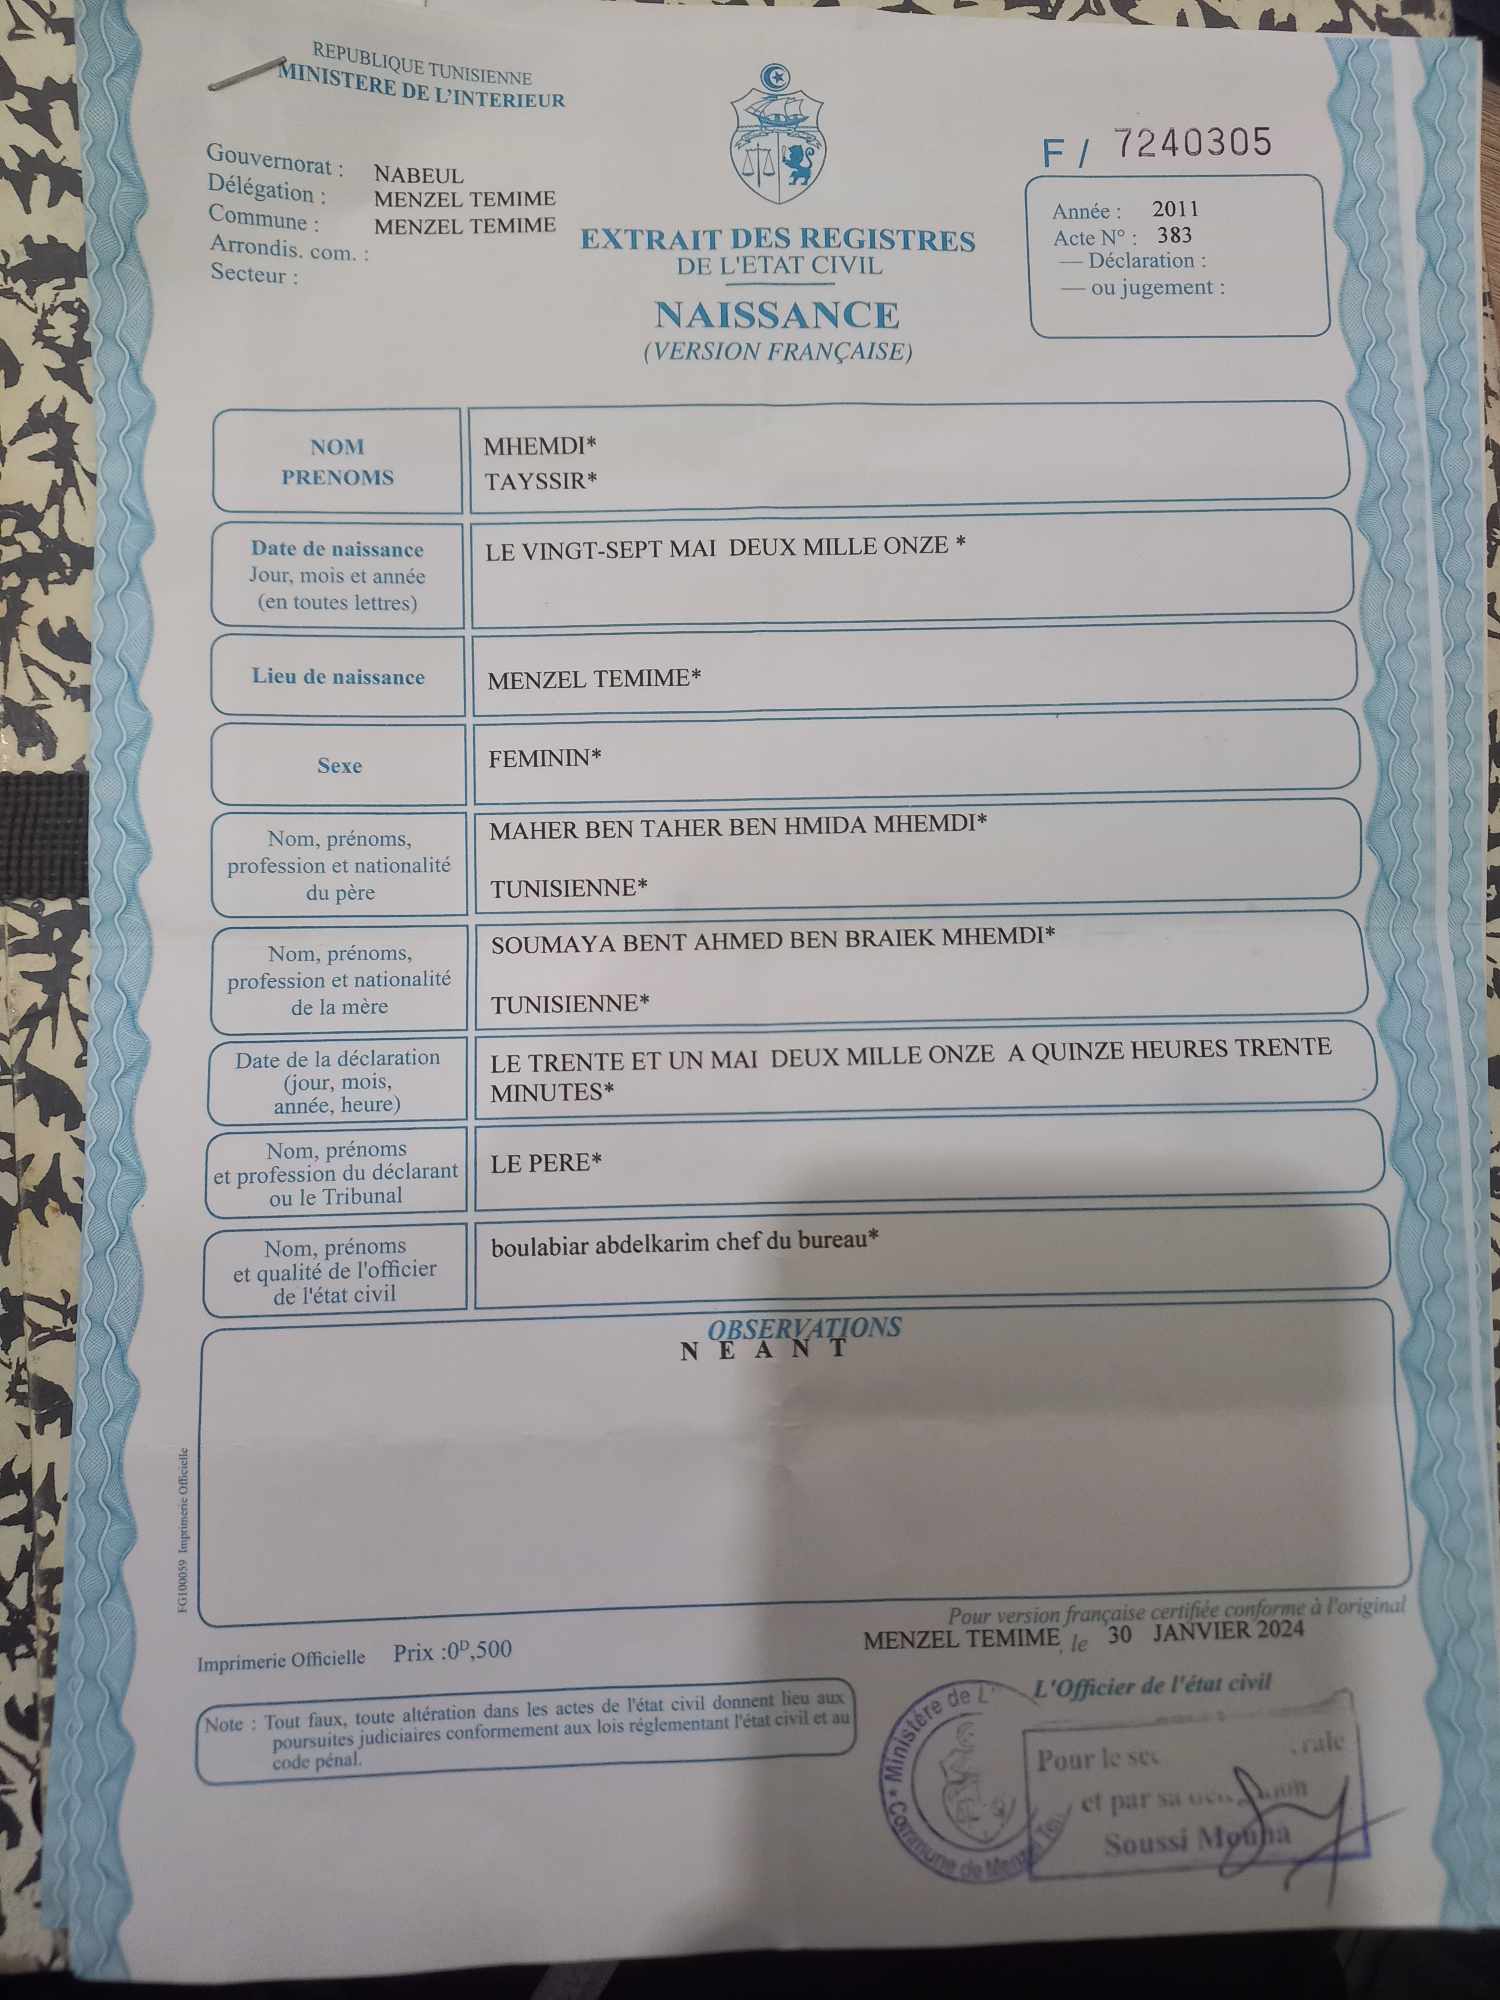 REPUBLIQUE TUNISIENNE
MINISTERE DE L'INTERIEUR
Gouvernorat : NABEUL
Délégation : MENZEL TEMIME
Commune : MENZEL TEMIME
Arrondis. com. :
Secteur :
EXTRAIT DES REGISTRES
DE L'ETAT CIVIL
NAISSANCE
(VERSION FRANÇAISE)
F / 7240305
Année : 2011
Acte N° : 383
— Déclaration :
— ou jugement :
NOM
PRENOMS
MHEMDI*
TAYSSIR*
Date de naissance
Jour, mois et année
(en toutes lettres)
LE VINGT-SEPT MAI DEUX MILLE ONZE *
Lieu de naissance
MENZEL TEMIME*
Sexe
FEMININ*
Nom, prénoms,
profession et nationalité
du père
MAHER BEN TAHER BEN HMIDA MHEMDI*
TUNISIENNE*
Nom, prénoms,
profession et nationalité
de la mère
SOUMAYA BENT AHMED BEN BRAIEK MHEMDI*
TUNISIENNE*
Date de la déclaration
(jour, mois,
année, heure)
LE TRENTE ET UN MAI DEUX MILLE ONZE A QUINZE HEURES TRENTE
MINUTES*
Nom, prénoms
et profession du déclarant
ou le Tribunal
LE PERE*
Nom, prénoms
et qualité de l'officier
de l'état civil
boulabiar abdelkarim chef du bureau*
OBSERVATIONS
N E A N T
FG100059 Imprimerie Officielle
Pour version française certifiée conforme à l'original
MENZEL TEMIME, le 30 JANVIER 2024
Imprimerie Officielle Prix :0D,500
L'Officier de l'état civil
Note : Tout faux, toute altération dans les actes de l'état civil donnent lieu aux
poursuites judiciaires conformement aux lois réglementant l'état civil et au
code pénal.
* Ministère de L'
Commune de Menzel
Pour le
et par sa
Soussi Mouna